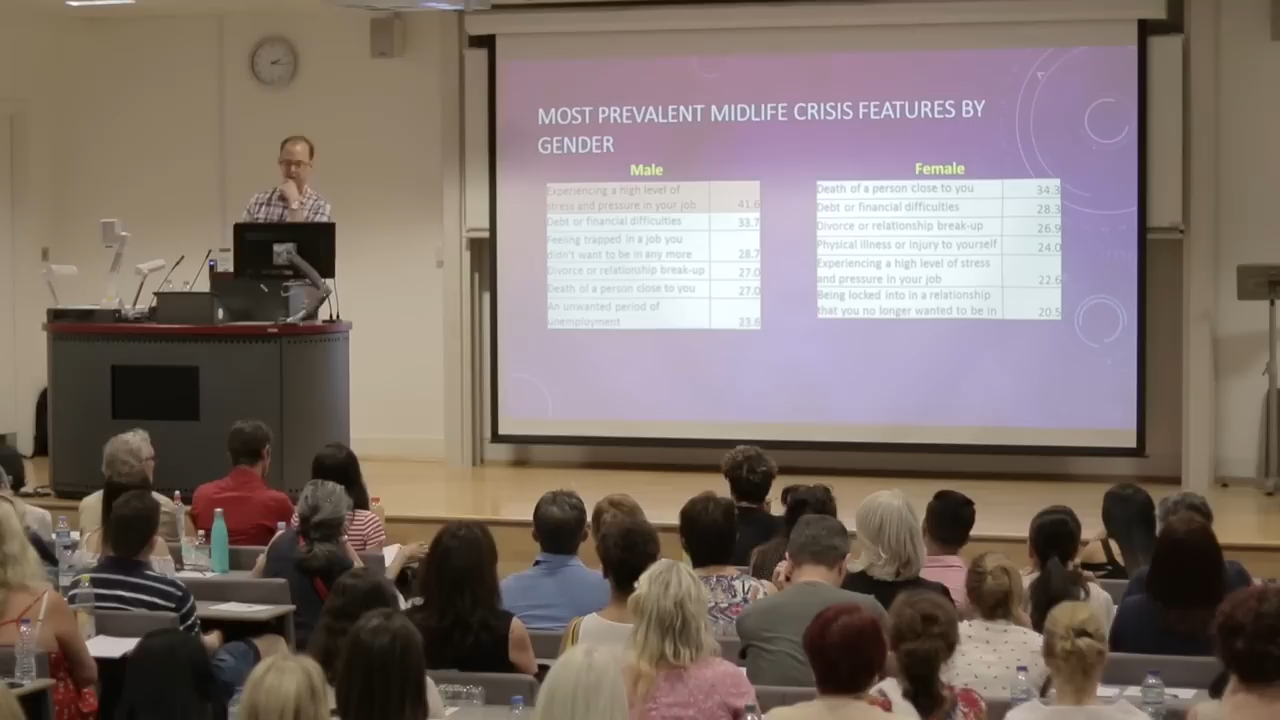 MOST PREVALENT MIDLIFE CRISIS FEATURES BY
GENDER
Male
Experiencing a high level of
stress and pressure in your job 41.6
Debt or financial difficulties 33.7
Feeling trapped in a job you
didn't want to be in any more 28.7
Divorce or relationship break-up 27.0
Death of a person close to you 27.0
An unwanted period of
unemployment 23.6
Female
Death of a person close to you 34.3
Debt or financial difficulties 28.3
Divorce or relationship break-up 26.9
Physical illness or injury to yourself 24.0
Experiencing a high level of stress
and pressure in your job 22.6
Being locked into in a relationship
that you no longer wanted to be in 20.5